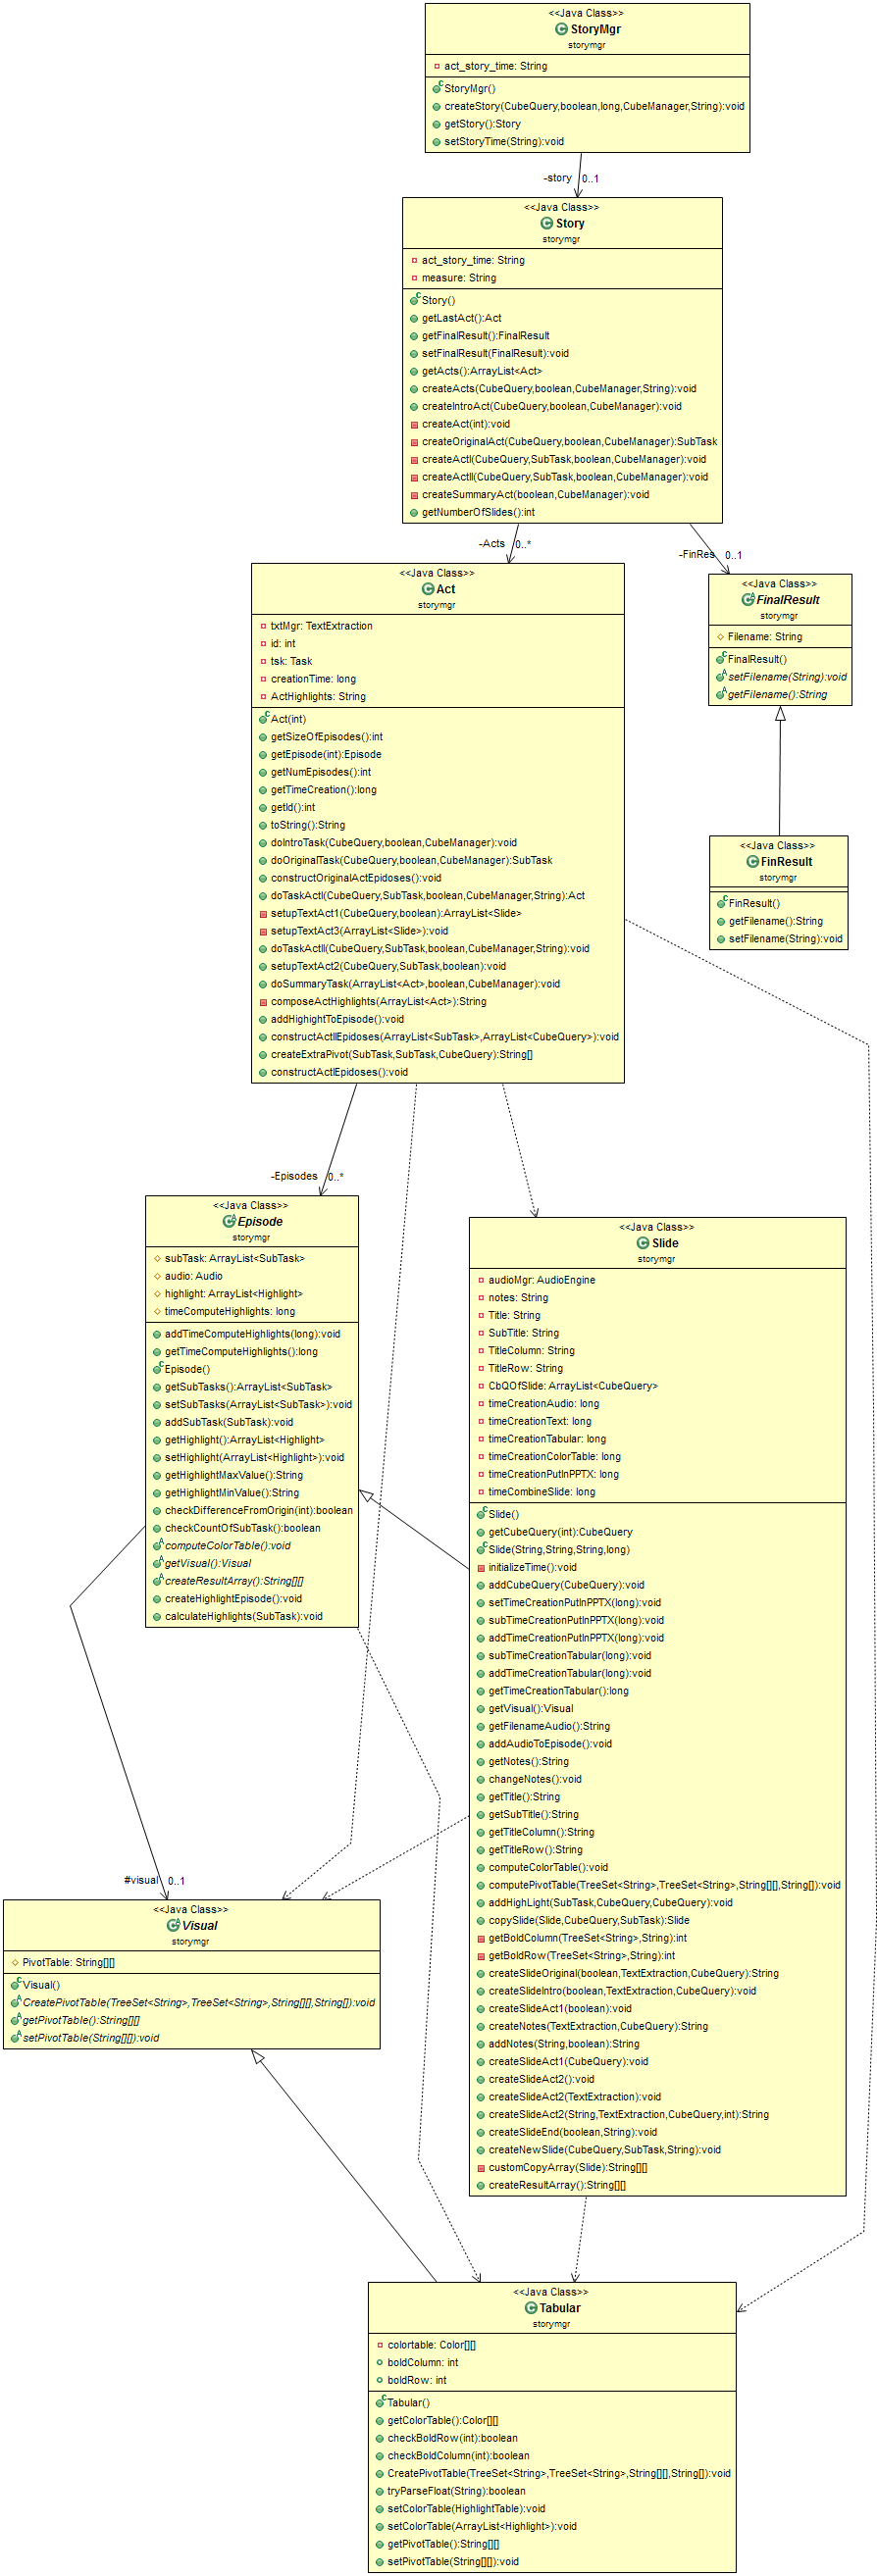 <<Java Class>>
StoryMgr
storymgr
act_story_time: String
StoryMgr()
createStory(CubeQuery,boolean,long,CubeManager,String):void
getStory():Story
setStoryTime(String):void
-story 0..1
<<Java Class>>
Story
storymgr
act_story_time: String
measure: String
Story()
getLastAct():Act
getFinalResult():FinalResult
setFinalResult(FinalResult):void
getActs():ArrayList<Act>
createActs(CubeQuery,boolean,CubeManager,String):void
createIntroAct(CubeQuery,boolean,CubeManager):void
createAct(int):void
createOriginalAct(CubeQuery,boolean,CubeManager):SubTask
createActI(CubeQuery,SubTask,boolean,CubeManager):void
createActII(CubeQuery,SubTask,boolean,CubeManager):void
createSummaryAct(boolean,CubeManager):void
getNumberOfSlides():int
-Acts 0..*
-FinRes 0..1
<<Java Class>>
Act
storymgr
txtMgr: TextExtraction
id: int
tsk: Task
creationTime: long
ActHighlights: String
Act(int)
getSizeOfEpisodes():int
getEpisode(int):Episode
getNumEpisodes():int
getTimeCreation():long
getId():int
toString():String
doIntroTask(CubeQuery,boolean,CubeManager):void
doOriginalTask(CubeQuery,boolean,CubeManager):SubTask
constructOriginalActEpidoses():void
doTaskActI(CubeQuery,SubTask,boolean,CubeManager,String):Act
setupTextAct1(CubeQuery,boolean):ArrayList<Slide>
setupTextAct3(ArrayList<Slide>):void
doTaskActII(CubeQuery,SubTask,boolean,CubeManager,String):void
setupTextAct2(CubeQuery,SubTask,boolean):void
doSummaryTask(ArrayList<Act>,boolean,CubeManager):void
composeActHighlights(ArrayList<Act>):String
addHighightToEpisode():void
constructActIIEpidoses(ArrayList<SubTask>,ArrayList<CubeQuery>):void
createExtraPivot(SubTask,SubTask,CubeQuery):String[]
constructActIEpidoses():void
<<Java Class>>
FinalResult
storymgr
Filename: String
FinalResult()
setFilename(String):void
getFilename():String
<<Java Class>>
FinResult
storymgr
FinResult()
getFilename():String
setFilename(String):void
-Episodes 0..*
<<Java Class>>
Episode
storymgr
subTask: ArrayList<SubTask>
audio: Audio
highlight: ArrayList<Highlight>
timeComputeHighlights: long
addTimeComputeHighlights(long):void
getTimeComputeHighlights():long
Episode()
getSubTasks():ArrayList<SubTask>
setSubTasks(ArrayList<SubTask>):void
addSubTask(SubTask):void
getHighlight():ArrayList<Highlight>
setHighlight(ArrayList<Highlight>):void
getHighlightMaxValue():String
getHighlightMinValue():String
checkDifferenceFromOrigin(int):boolean
checkCountOfSubTask():boolean
computeColorTable():void
getVisual():Visual
createResultArray():String[][]
createHighlightEpisode():void
calculateHighlights(SubTask):void
<<Java Class>>
Slide
storymgr
audioMgr: AudioEngine
notes: String
Title: String
SubTitle: String
TitleColumn: String
TitleRow: String
CbQOfSlide: ArrayList<CubeQuery>
timeCreationAudio: long
timeCreationText: long
timeCreationTabular: long
timeCreationColorTable: long
timeCreationPutInPPTX: long
timeCombineSlide: long
Slide()
getCubeQuery(int):CubeQuery
Slide(String,String,String,long)
initializeTime():void
addCubeQuery(CubeQuery):void
setTimeCreationPutInPPTX(long):void
subTimeCreationPutInPPTX(long):void
addTimeCreationPutInPPTX(long):void
subTimeCreationTabular(long):void
addTimeCreationTabular(long):void
getTimeCreationTabular():long
getVisual():Visual
getFilenameAudio():String
addAudioToEpisode():void
getNotes():String
changeNotes():void
getTitle():String
getSubTitle():String
getTitleColumn():String
getTitleRow():String
computeColorTable():void
computePivotTable(TreeSet<String>,TreeSet<String>,String[][],String[]):void
addHighLight(SubTask,CubeQuery,CubeQuery):void
copySlide(Slide,CubeQuery,SubTask):Slide
getBoldColumn(TreeSet<String>,String):int
getBoldRow(TreeSet<String>,String):int
createSlideOriginal(boolean,TextExtraction,CubeQuery):String
createSlideIntro(boolean,TextExtraction,CubeQuery):void
createSlideAct1(boolean):void
createNotes(TextExtraction,CubeQuery):String
addNotes(String,boolean):String
createSlideAct1(CubeQuery):void
createSlideAct2():void
createSlideAct2(TextExtraction):void
createSlideAct2(String,TextExtraction,CubeQuery,int):String
createSlideEnd(boolean,String):void
createNewSlide(CubeQuery,SubTask,String):void
customCopyArray(Slide):String[][]
createResultArray():String[][]
#visual 0..1
<<Java Class>>
Visual
storymgr
PivotTable: String[][]
Visual()
CreatePivotTable(TreeSet<String>,TreeSet<String>,String[][],String[]):void
getPivotTable():String[][]
setPivotTable(String[][]):void
<<Java Class>>
Tabular
storymgr
colortable: Color[][]
boldColumn: int
boldRow: int
Tabular()
getColorTable():Color[][]
checkBoldRow(int):boolean
checkBoldColumn(int):boolean
CreatePivotTable(TreeSet<String>,TreeSet<String>,String[][],String[]):void
tryParseFloat(String):boolean
setColorTable(HighlightTable):void
setColorTable(ArrayList<Highlight>):void
getPivotTable():String[][]
setPivotTable(String[][]):void